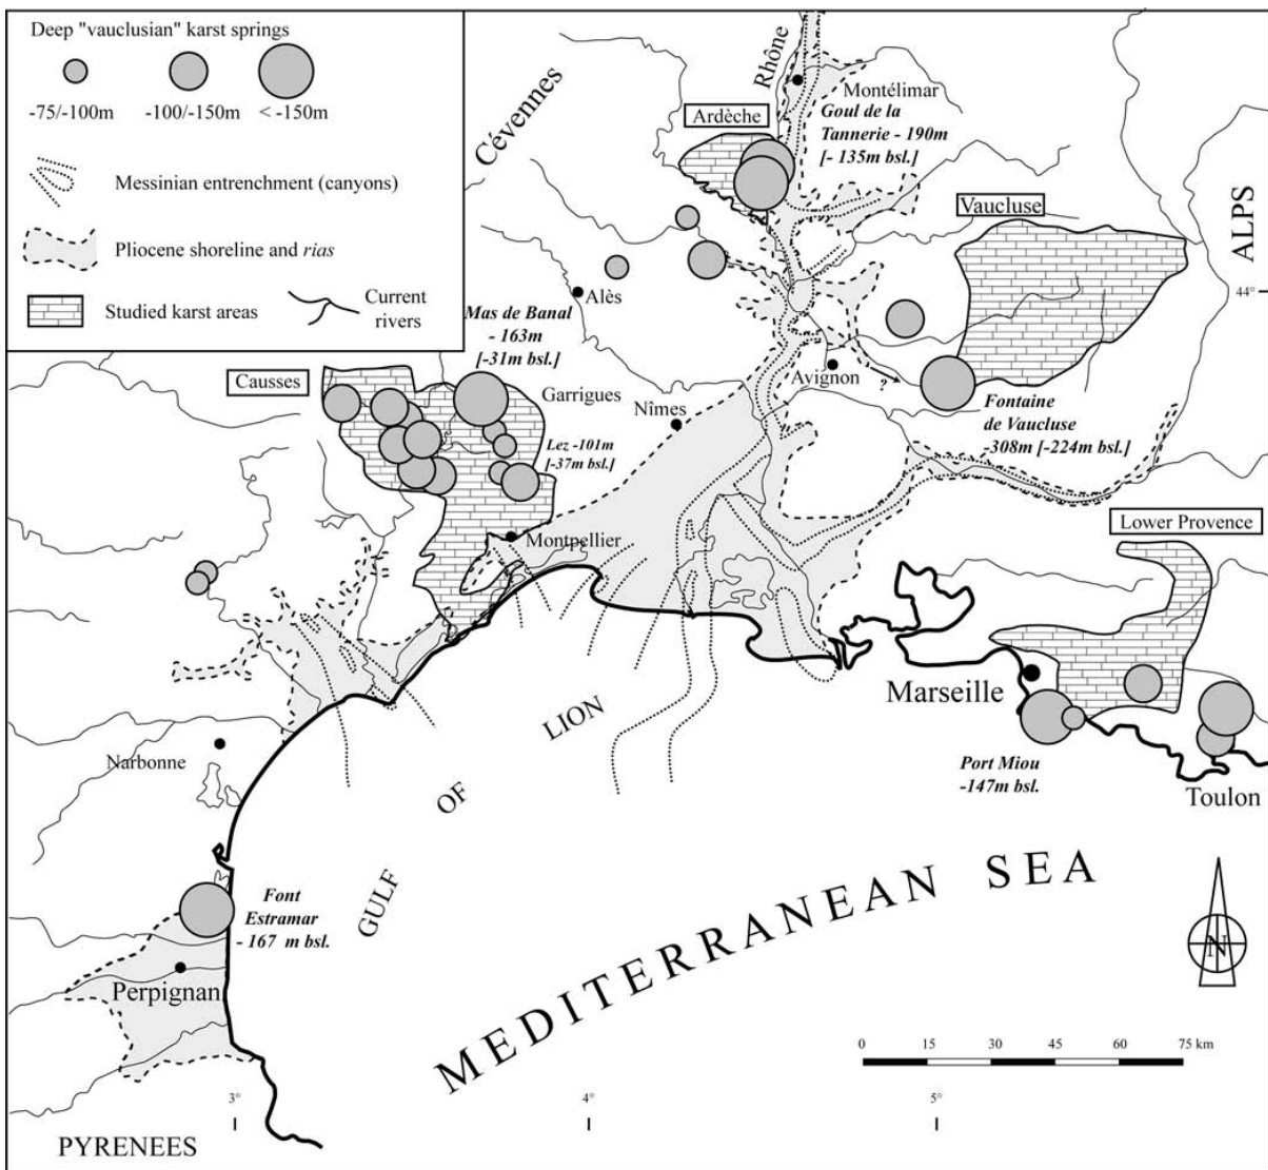 Deep "vauclusian" karst springs
-75/-100m
-100/-150m
< -150m
Messinian entrenchment (canyons)
Pliocene shoreline and rias
Studied karst areas
Current
rivers
Cévennes
Rhône
Montélimar
Ardèche
Goul de la
Tannerie - 190m
[- 135m bsl.]
Vaucluse
ALPS
44°
Alès
Mas de Banal
- 163m
[-31m bsl.]
Causses
Garrigues
Nîmes
Avignon
?
Fontaine
de Vaucluse
-308m [-224m bsl.]
Lez -101m
[-37m bsl.]
Montpellier
Lower Provence
Marseille
Port Miou
-147m bsl.
Toulon
Narbonne
GULF
OF
LION
Font
Estramar
- 167 m bsl.
Perpignan
MEDITERRANEAN SEA
N
0 15 30 45 60 75 km
3°
4°
5°
PYRENEES